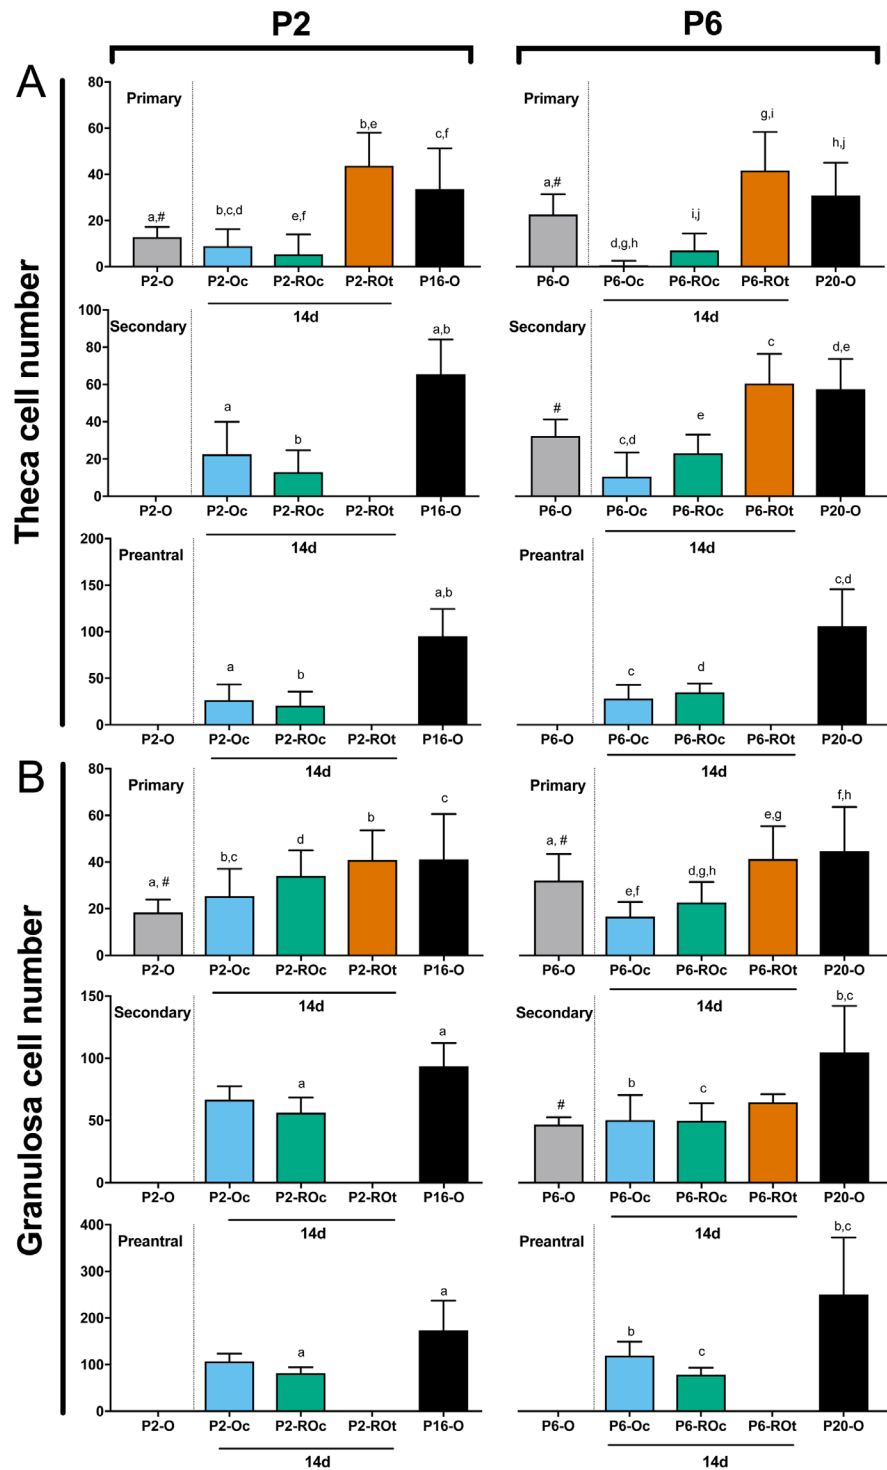 P2 P6
A
Theca cell number
Primary
80
60
40
20
0
a,# b,c,d e,f b,e c,f
P2-O P2-Oc P2-ROc P2-ROt P16-O
14d
Primary
a,# d,g,h i,j g,i h,j
P6-O P6-Oc P6-ROc P6-ROt P20-O
14d
Secondary
100
80
60
40
20
0
a b a,b
P2-O P2-Oc P2-ROc P2-ROt P16-O
14d
Secondary
# c,d e c d,e
P6-O P6-Oc P6-ROc P6-ROt P20-O
14d
Preantral
200
150
100
50
0
a b a,b
P2-O P2-Oc P2-ROc P2-ROt P16-O
14d
Preantral
c d c,d
P6-O P6-Oc P6-ROc P6-ROt P20-O
14d
B
Granulosa cell number
Primary
80
60
40
20
0
a, # b,c d b c
P2-O P2-Oc P2-ROc P2-ROt P16-O
14d
Primary
a, # e,f d,g,h e,g f,h
P6-O P6-Oc P6-ROc P6-ROt P20-O
14d
Secondary
150
100
50
0
a a
P2-O P2-Oc P2-ROc P2-ROt P16-O
14d
Secondary
# b c b,c
P6-O P6-Oc P6-ROc P6-ROt P20-O
14d
Preantral
400
300
200
100
0
a a
P2-O P2-Oc P2-ROc P2-ROt P16-O
14d
Preantral
b c b,c
P6-O P6-Oc P6-ROc P6-ROt P20-O
14d